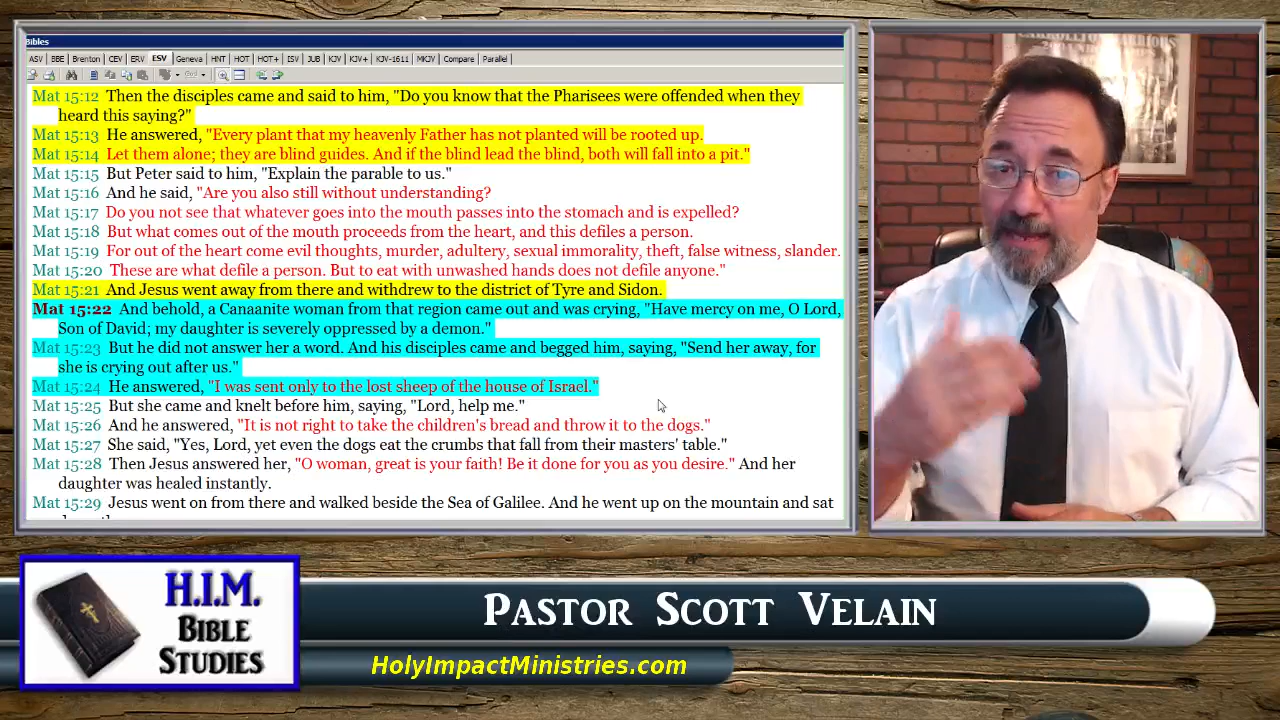 Bibles
ASV BBE Brenton CEV ERV ESV Geneva HNT HOT HOT+ ISV JUB KJV KJV+ KJV-1611 MKJV Compare Parallel
Mat 15:12 Then the disciples came and said to him, "Do you know that the Pharisees were offended when they
heard this saying?"
Mat 15:13 He answered, "Every plant that my heavenly Father has not planted will be rooted up.
Mat 15:14 Let them alone; they are blind guides. And if the blind lead the blind, both will fall into a pit."
Mat 15:15 But Peter said to him, "Explain the parable to us."
Mat 15:16 And he said, "Are you also still without understanding?
Mat 15:17 Do you not see that whatever goes into the mouth passes into the stomach and is expelled?
Mat 15:18 But what comes out of the mouth proceeds from the heart, and this defiles a person.
Mat 15:19 For out of the heart come evil thoughts, murder, adultery, sexual immorality, theft, false witness, slander.
Mat 15:20 These are what defile a person. But to eat with unwashed hands does not defile anyone."
Mat 15:21 And Jesus went away from there and withdrew to the district of Tyre and Sidon.
Mat 15:22 And behold, a Canaanite woman from that region came out and was crying, "Have mercy on me, O Lord,
Son of David; my daughter is severely oppressed by a demon."
Mat 15:23 But he did not answer her a word. And his disciples came and begged him, saying, "Send her away, for
she is crying out after us."
Mat 15:24 He answered, "I was sent only to the lost sheep of the house of Israel."
Mat 15:25 But she came and knelt before him, saying, "Lord, help me."
Mat 15:26 And he answered, "It is not right to take the children's bread and throw it to the dogs."
Mat 15:27 She said, "Yes, Lord, yet even the dogs eat the crumbs that fall from their masters' table."
Mat 15:28 Then Jesus answered her, "O woman, great is your faith! Be it done for you as you desire." And her
daughter was healed instantly.
Mat 15:29 Jesus went on from there and walked beside the Sea of Galilee. And he went up on the mountain and sat
H.I.M.
BIBLE
STUDIES
PASTOR SCOTT VELAIN
HolyImpactMinistries.com